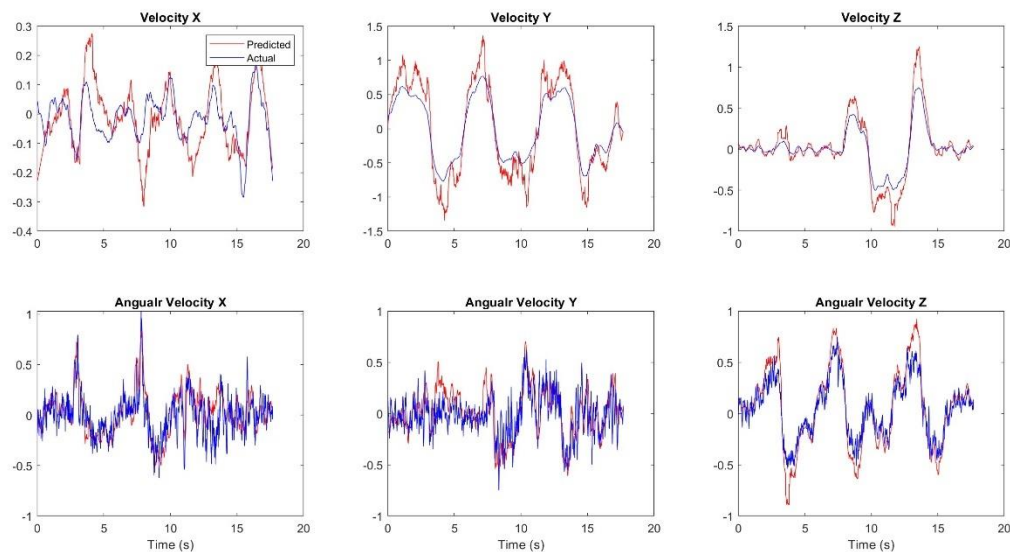 Velocity X
0.3
0.2
0.1
0
-0.1
-0.2
0.3
-0.4
0 5 10 15 20
Predicted
Actual
Velocity Y
1.5
1
0.5
0
-0.5
-1
-1.5
0 5 10 15 20
Velocity Z
1.5
1
0.5
0
-0.5
-1
0 5 10 15 20
Angualr Velocity X
1
0.5
0
-0.5
-1
0 5 10 15 20
Time (s)
Angualr Velocity Y
1
0.5
0
-0.5
-1
0 5 10 15 20
Time (s)
Angualr Velocity Z
1
0.5
0
-0.5
-1
0 5 10 15 20
Time (s)